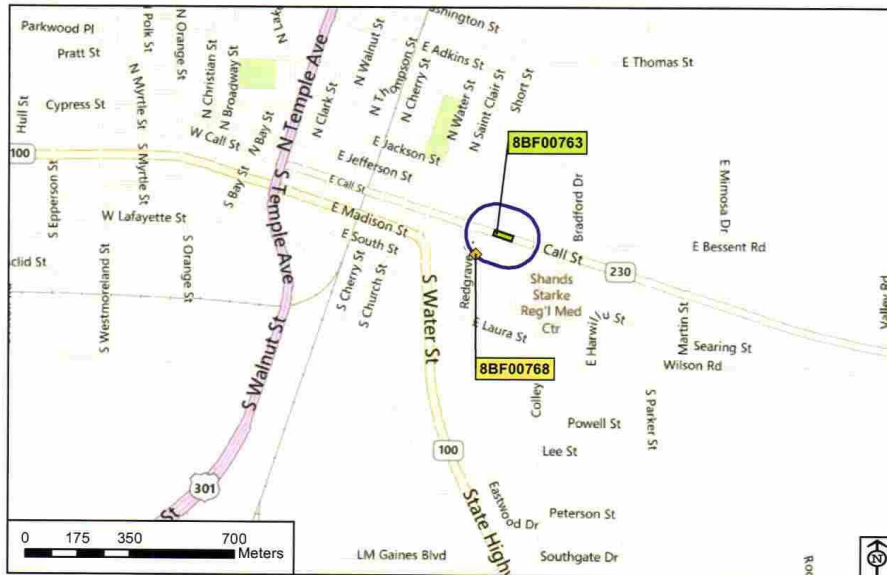 Parkwood Pl
Pratt St
Cypress St
Hull St
N Polk St
N Orange St
N Christian St
N Broadway St
N Myrtle St
S Myrtle St
W Call St
N Bay St
S Bay St
100
S Epperson St
W Lafayette St
S Westmoreland St
S Orange St
N Temple Ave
S Temple Ave
N Clark St
N Walnut St
N Thompson St
N Cherry St
E Adkins St
E Jackson St
E Jefferson St
E Call St
E Madison St
E South St
S Cherry St
S Church St
N Water St
N Saint Clair St
Short St
E Thomas St
8BF00763
Bradford Dr
E Mimosa Dr
E Bessent Rd
Call St
230
Redgrave
Shands
Starke
Reg'l Med
Ctr
E Laura St
8BF00768
Martin St
Searing St
Wilson Rd
Valley Rd
Colley
S Parker St
Powell St
Lee St
S Water St
S Walnut St
301
100
State High
Eastwood Dr
Peterson St
Southgate Dr
LM Gaines Blvd
0 175 350 700
Meters
N